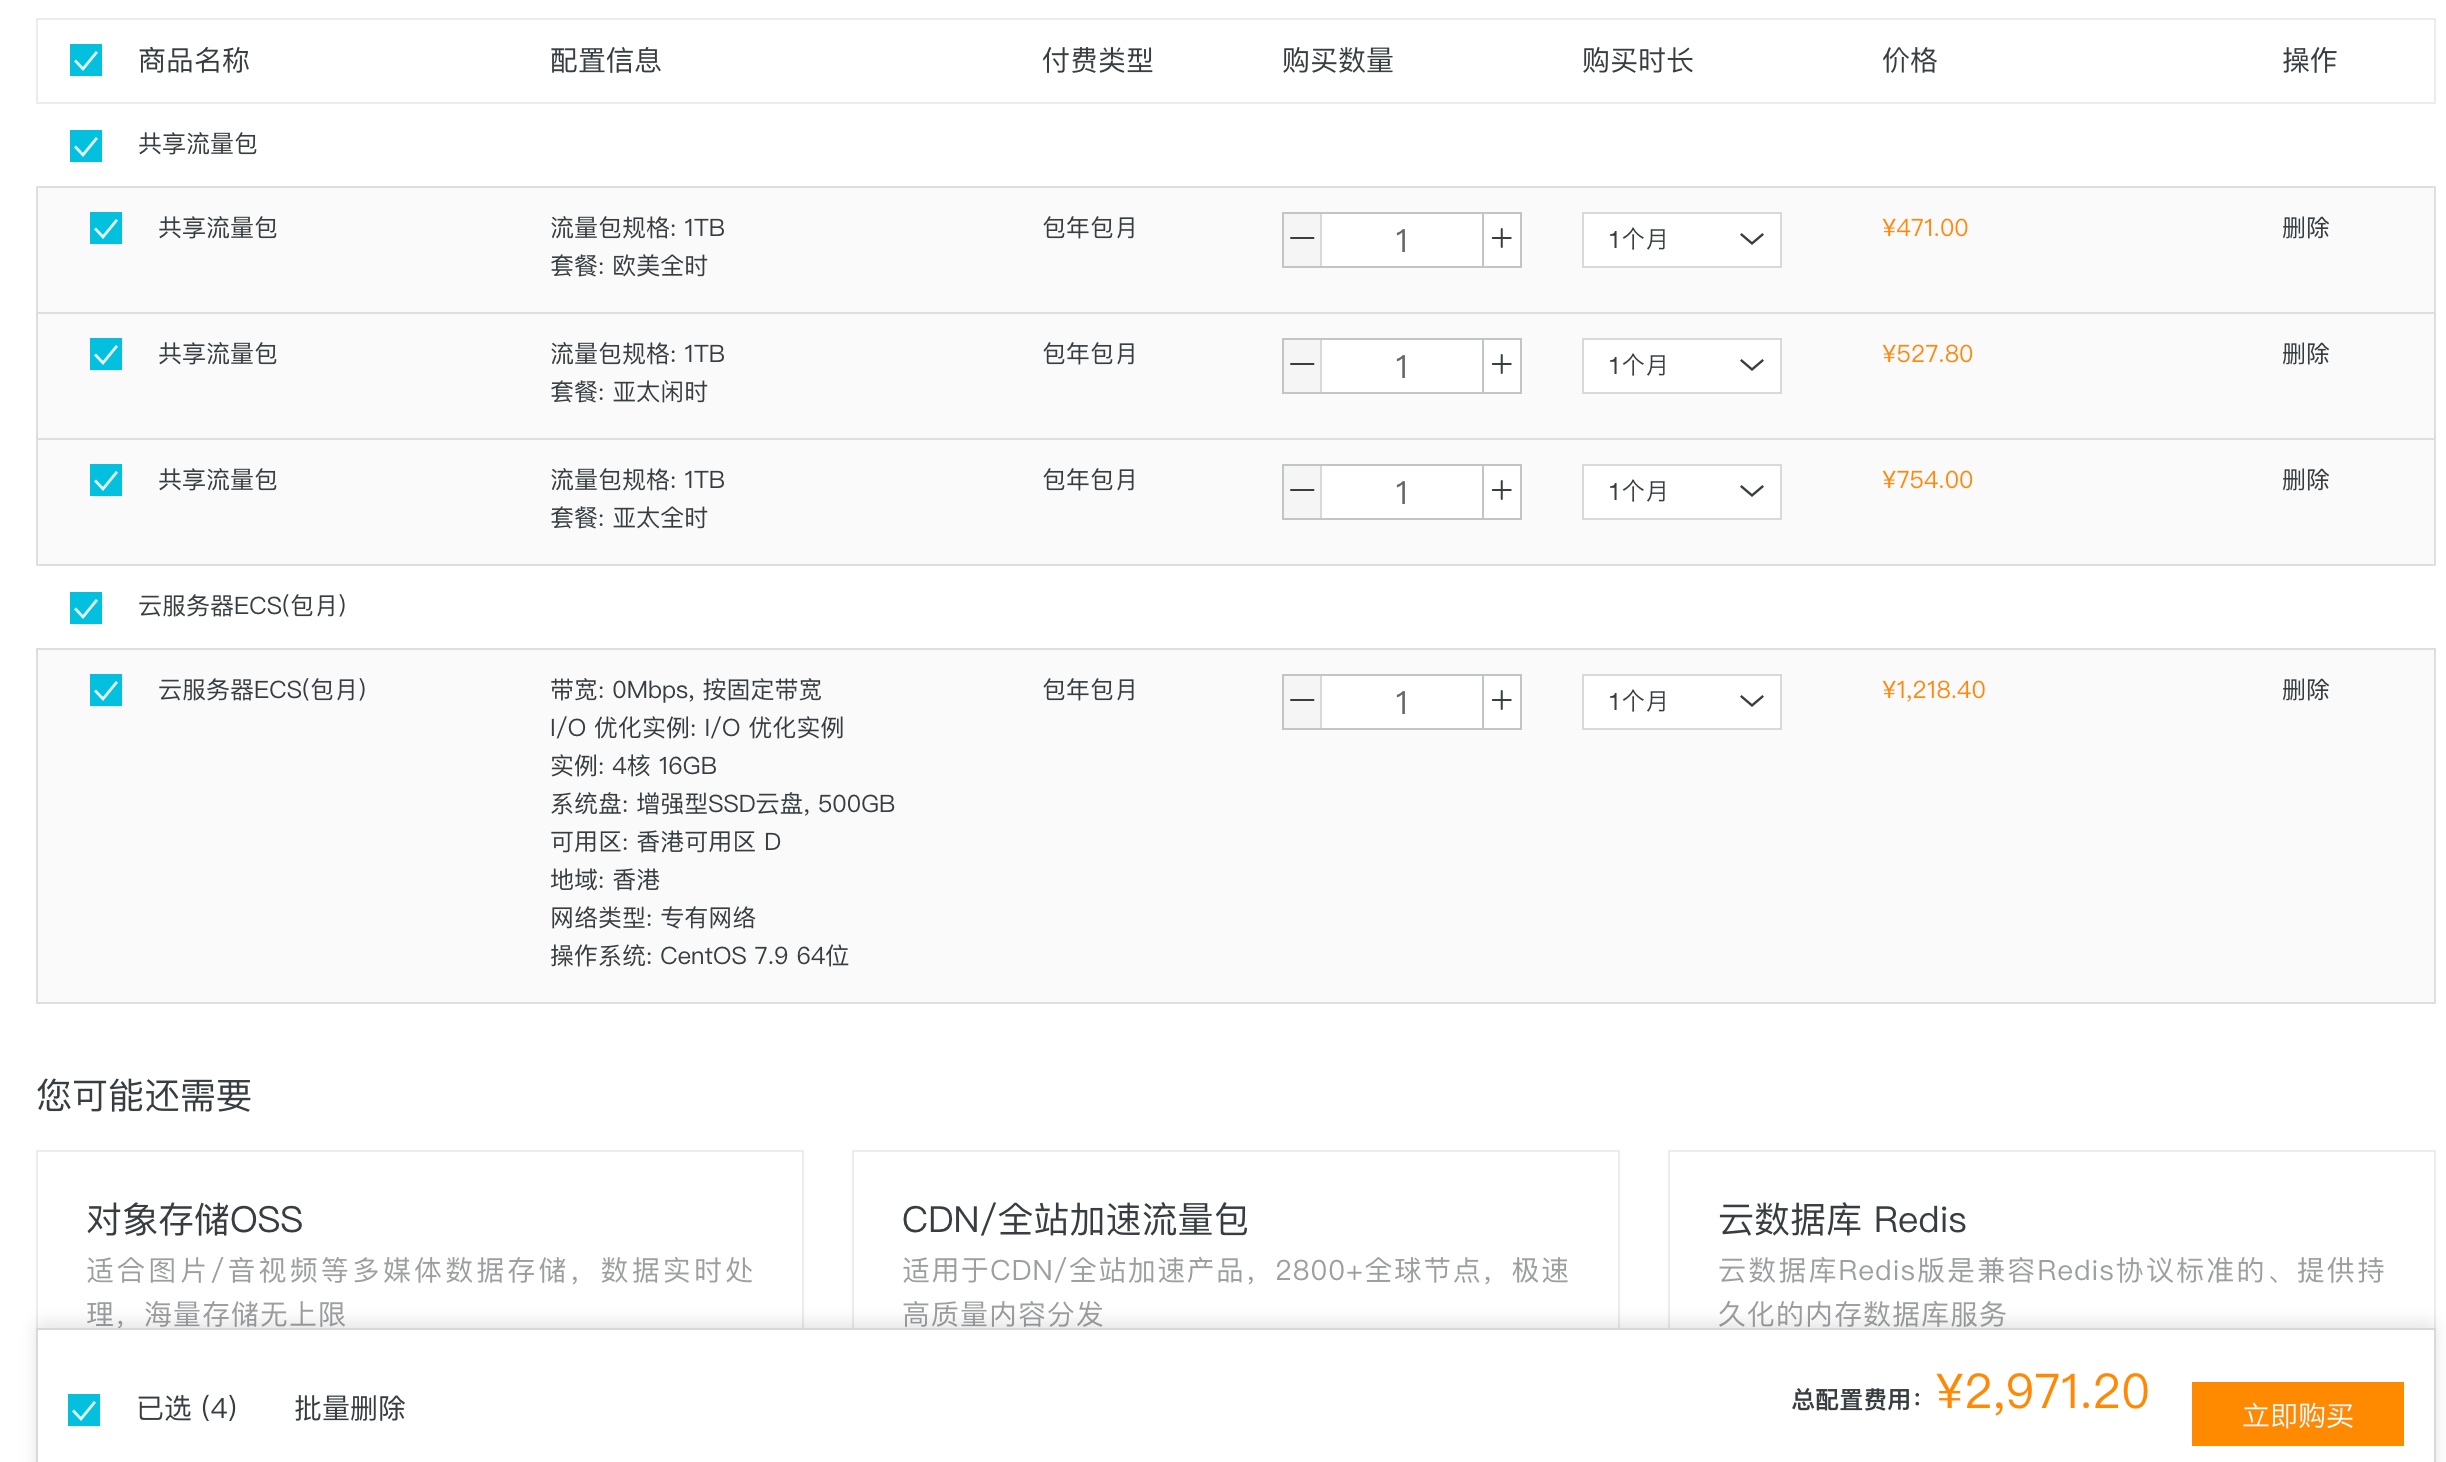 商品名称 配置信息 付费类型 购买数量 购买时长 价格 操作
共享流量包
共享流量包 流量包规格: 1TB 包年包月 1 1个月 ¥471.00 删除
套餐: 欧美全时
共享流量包 流量包规格: 1TB 包年包月 1 1个月 ¥527.80 删除
套餐: 亚太闲时
共享流量包 流量包规格: 1TB 包年包月 1 1个月 ¥754.00 删除
套餐: 亚太全时
云服务器ECS(包月)
云服务器ECS(包月) 带宽: 0Mbps, 按固定带宽 包年包月 1 1个月 ¥1,218.40 删除
I/O 优化实例: I/O 优化实例
实例: 4核 16GB
系统盘: 增强型SSD云盘, 500GB
可用区: 香港可用区 D
地域: 香港
网络类型: 专有网络
操作系统: CentOS 7.9 64位
您可能还需要
对象存储OSS
适合图片/音视频等多媒体数据存储，数据实时处
理，海量存储无上限
CDN/全站加速流量包
适用于CDN/全站加速产品，2800+全球节点，极速
高质量内容分发
云数据库 Redis
云数据库Redis版是兼容Redis协议标准的、提供持
久化的内存数据库服务
已选 (4) 批量删除 总配置费用： ¥2,971.20 立即购买